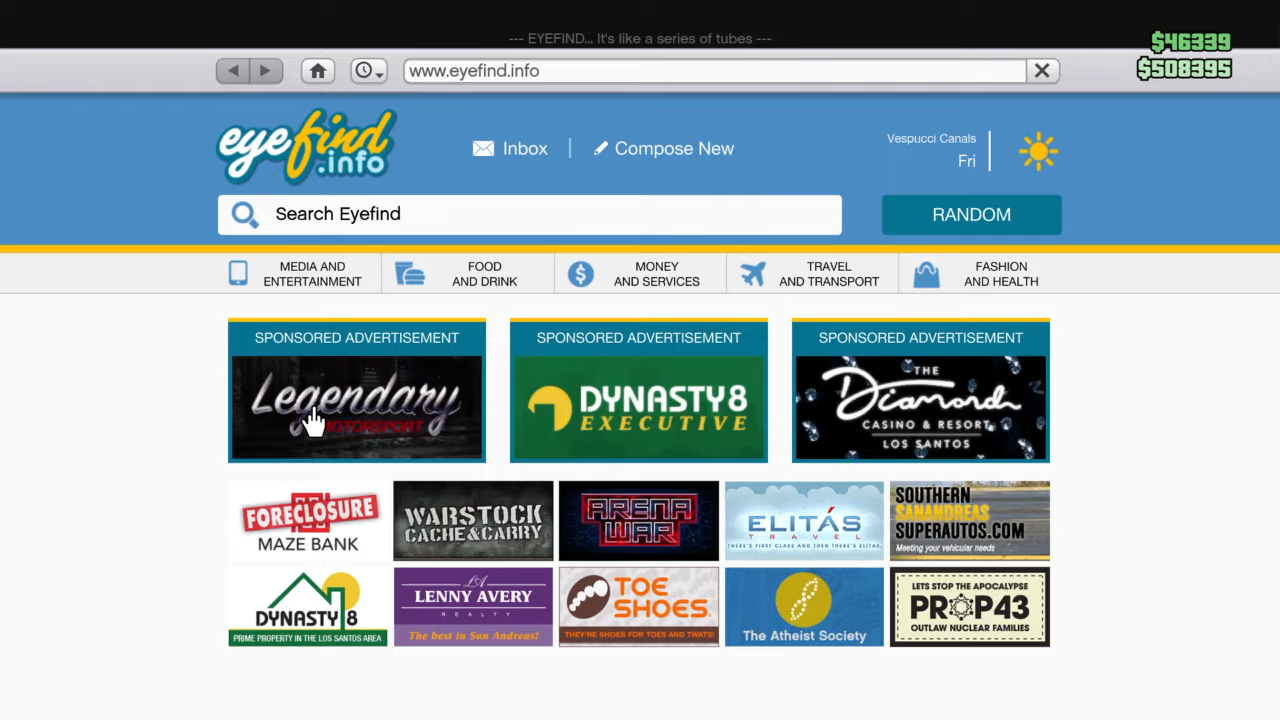 --- EYEFIND... It's like a series of tubes ---
$46339
$508395
www.eyefind.info
eyefind
.info
Inbox
Compose New
Vespucci Canals
Fri
Search Eyefind
RANDOM
MEDIA AND
ENTERTAINMENT
FOOD
AND DRINK
MONEY
AND SERVICES
TRAVEL
AND TRANSPORT
FASHION
AND HEALTH
SPONSORED ADVERTISEMENT
Legendary
MOTORSPORT
SPONSORED ADVERTISEMENT
DYNASTY8
EXECUTIVE
SPONSORED ADVERTISEMENT
THE
Diamond
CASINO & RESORT
LOS SANTOS
FORECLOSURE
MAZE BANK
WARSTOCK
CACHE&CARRY
ARENA
WAR
ELITÁS
TRAVEL
THERE'S FIRST CLASS AND THEN THERE'S ELITAS.
SOUTHERN
SANANDREAS
SUPERAUTOS.COM
Meeting your vehicular needs
DYNASTY 8
PRIME PROPERTY IN THE LOS SANTOS AREA
LA
LENNY AVERY
REALTY
The best in San Andreas!
TOE
SHOES
THEY'RE SHOES FOR TOES AND TWATS!
The Atheist Society
LETS STOP THE APOCALYPSE
PROP43
OUTLAW NUCLEAR FAMILIES